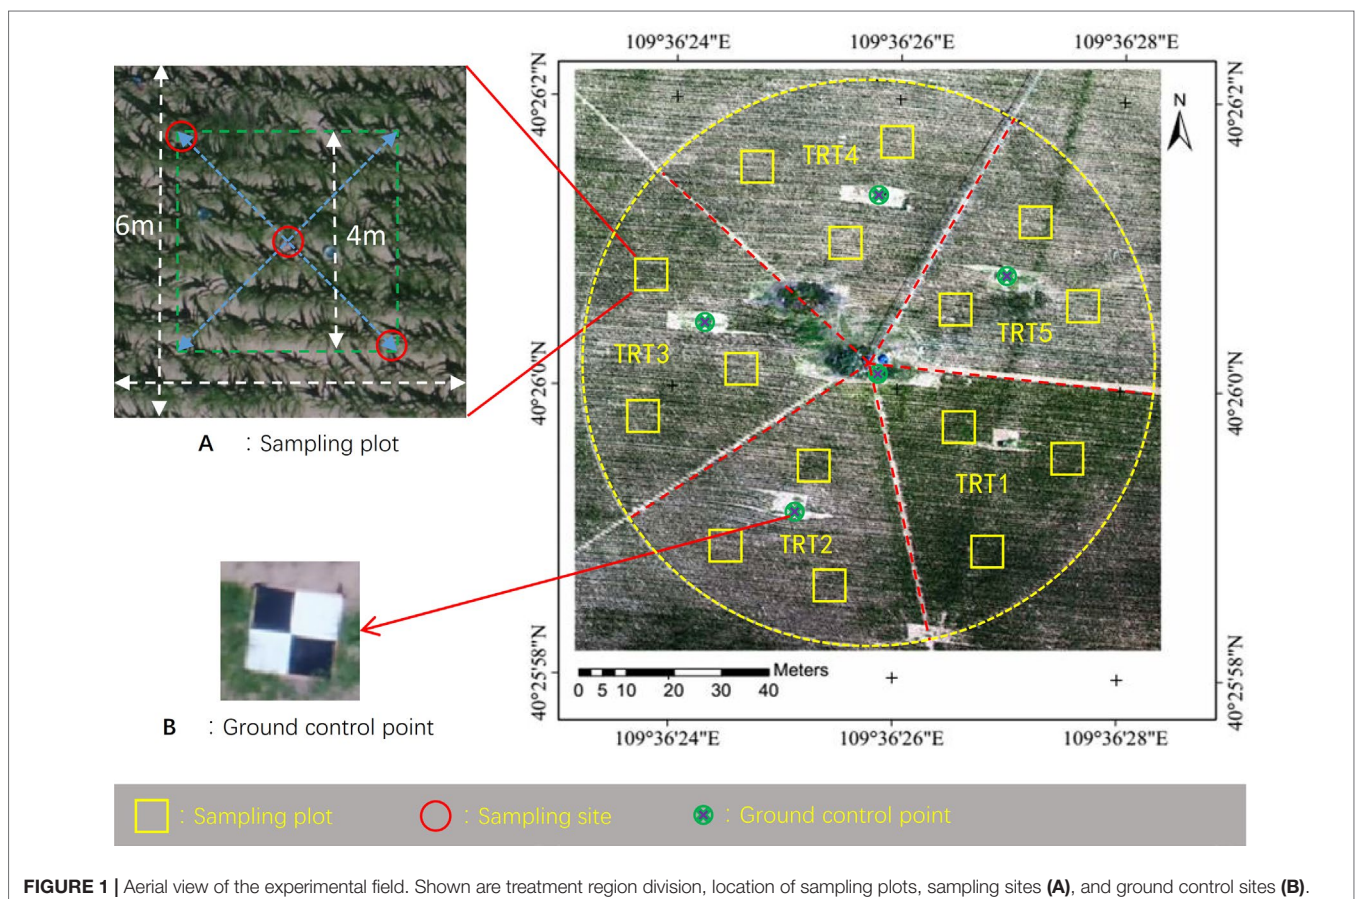 109°36'24"E 109°36'26"E 109°36'28"E
40°26'2"N
40°26'2"N
N
TRT4
6m
4m
TRT5
TRT3
40°26'0"N
40°26'0"N
A : Sampling plot
TRT1
TRT2
B : Ground control point
40°25'58"N
40°25'58"N
Meters
0 5 10 20 30 40
109°36'24"E 109°36'26"E 109°36'28"E
: Sampling plot : Sampling site : Ground control point
FIGURE 1 | Aerial view of the experimental field. Shown are treatment region division, location of sampling plots, sampling sites (A), and ground control sites (B).